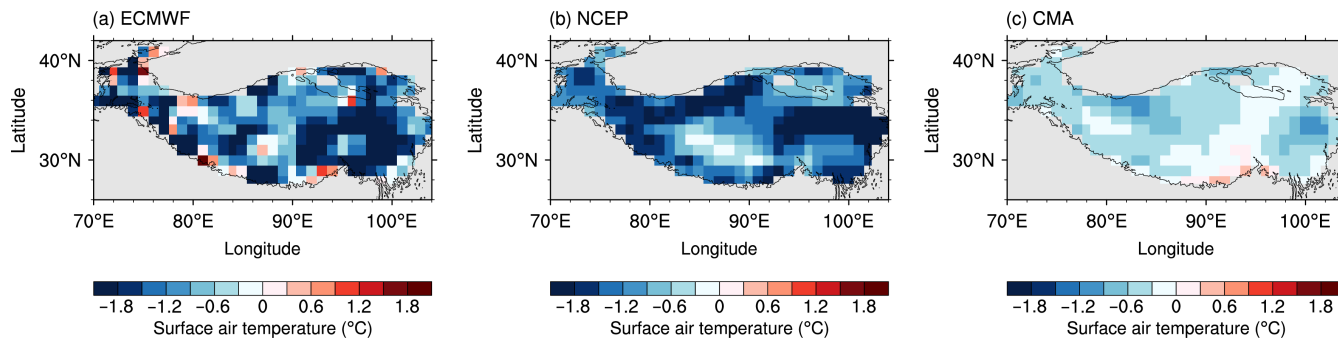 (a) ECMWF
40°N
30°N
Latitude
70°E 80°E 90°E 100°E
Longitude
−1.8 −1.2 −0.6 0 0.6 1.2 1.8
Surface air temperature (°C)
(b) NCEP
40°N
30°N
Latitude
70°E 80°E 90°E 100°E
Longitude
−1.8 −1.2 −0.6 0 0.6 1.2 1.8
Surface air temperature (°C)
(c) CMA
40°N
30°N
Latitude
70°E 80°E 90°E 100°E
Longitude
−1.8 −1.2 −0.6 0 0.6 1.2 1.8
Surface air temperature (°C)